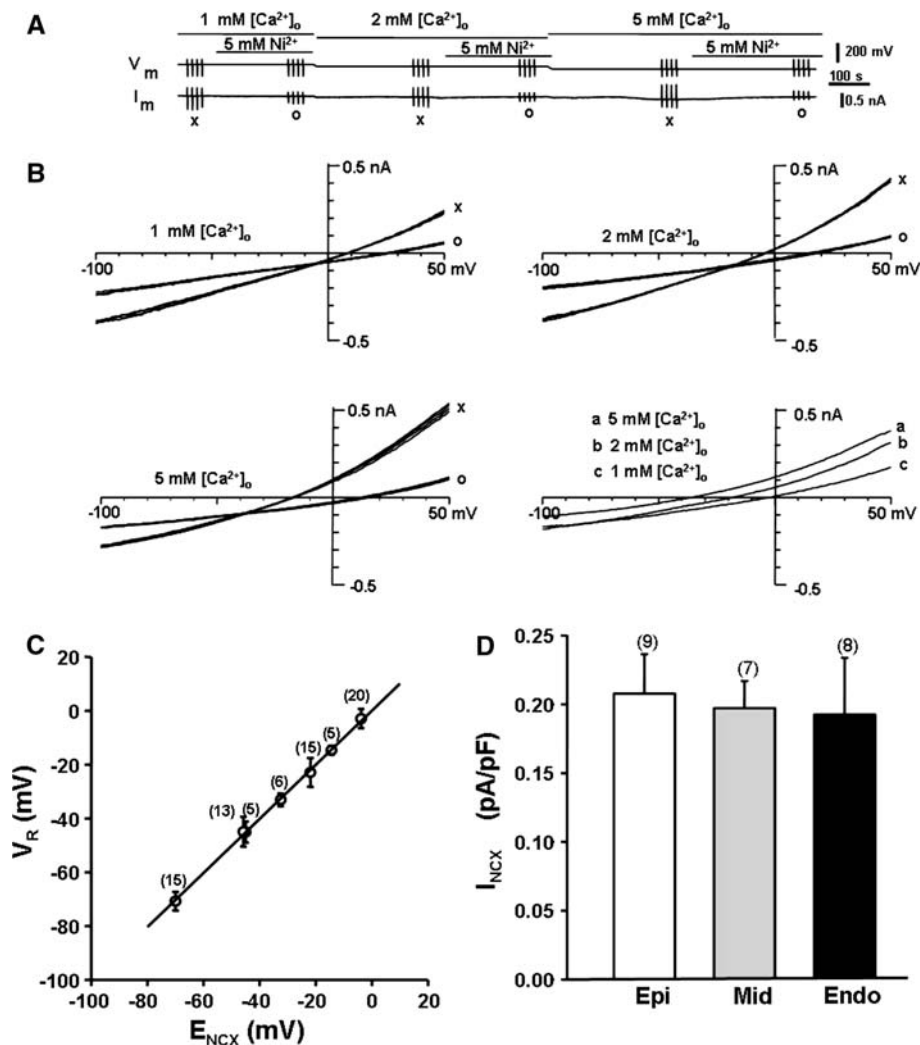 A
1 mM [Ca²⁺]ₒ 2 mM [Ca²⁺]ₒ 5 mM [Ca²⁺]ₒ
5 mM Ni²⁺ 5 mM Ni²⁺ 5 mM Ni²⁺
Vₘ 200 mV
100 s
Iₘ 0.5 nA
x o x o x o
B
0.5 nA 0.5 nA
x x
1 mM [Ca²⁺]ₒ 2 mM [Ca²⁺]ₒ
o o
-100 50 mV -100 50 mV
-0.5 -0.5
0.5 nA 0.5 nA
x
a 5 mM [Ca²⁺]ₒ a
b 2 mM [Ca²⁺]ₒ b
5 mM [Ca²⁺]ₒ c 1 mM [Ca²⁺]ₒ c
o
-100 50 mV -100 50 mV
-0.5 -0.5
C
20
0
-20
-40
-60
-80
-100
V_R (mV)
(20)
(5)
(15)
(6)
(13) (5)
(15)
-100 -80 -60 -40 -20 0 20
E_NCX (mV)
D
0.25
0.20
0.15
0.10
0.05
0.00
I_NCX (pA/pF)
(9) (7) (8)
Epi Mid Endo